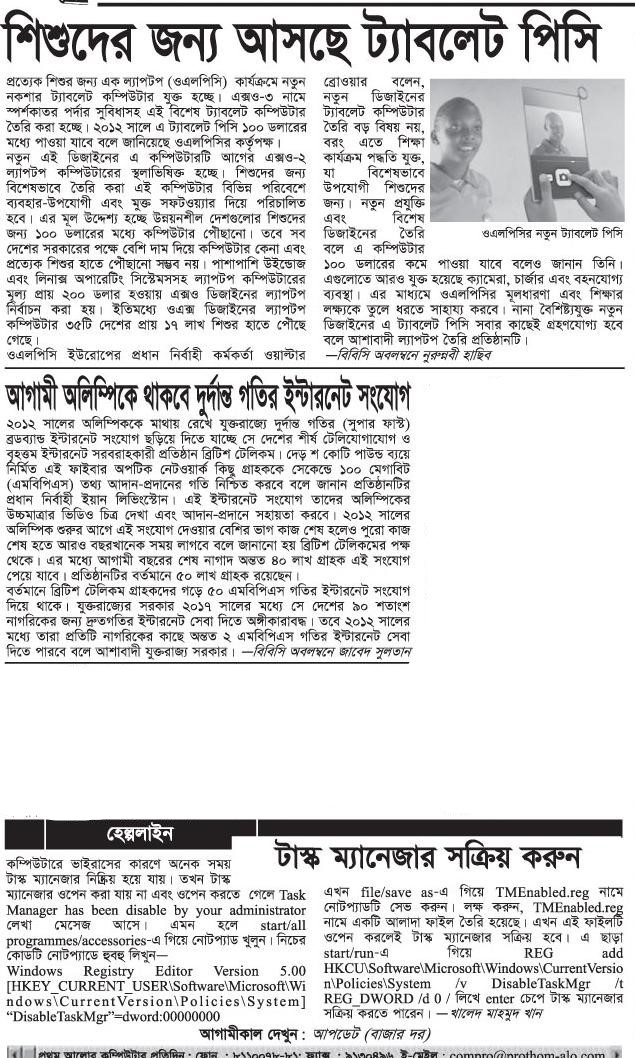 শিশুদের জন্য আসছে ট্যাবলেট পিসি
প্রত্যেক শিশুর জন্য এক ল্যাপটপ (ওএলপিসি) কার্যক্রমে নতুন
নকশার ট্যাবলেট কম্পিউটার যুক্ত হচ্ছে। এক্সও-৩ নামে
স্পর্শকাতর পর্দার সুবিধাসহ এই বিশেষ ট্যাবলেট কম্পিউটার
তৈরি করা হচ্ছে। ২০১২ সালে এ ট্যাবলেট পিসি ১০০ ডলারের
মধ্যে পাওয়া যাবে বলে জানিয়েছে ওএলপিসির কর্তৃপক্ষ।
নতুন এই ডিজাইনের এ কম্পিউটারটি আগের এক্সও-২
ল্যাপটপ কম্পিউটারের স্থলাভিষিক্ত হচ্ছে। শিশুদের জন্য
বিশেষভাবে তৈরি করা এই কম্পিউটার বিভিন্ন পরিবেশে
ব্যবহার-উপযোগী এবং মুক্ত সফটওয়্যার দিয়ে পরিচালিত
হবে। এর মূল উদ্দেশ্য হচ্ছে উন্নয়নশীল দেশগুলোর শিশুদের
জন্য ১০০ ডলারের মধ্যে কম্পিউটার পৌঁছানো। তবে সব
দেশের সরকারের পক্ষে বেশি দাম দিয়ে কম্পিউটার কেনা এবং
প্রত্যেক শিশুর হাতে পৌঁছানো সম্ভব নয়। পাশাপাশি উইন্ডোজ
এবং লিনাক্স অপারেটিং সিস্টেমসসহ ল্যাপটপ কম্পিউটারের
মূল্য প্রায় ২০০ ডলার হওয়ায় এক্সও ডিজাইনের ল্যাপটপ
নির্বাচন করা হয়। ইতিমধ্যে ওএক্স ডিজাইনের ল্যাপটপ
কম্পিউটার ৩৫টি দেশের প্রায় ১৭ লাখ শিশুর হাতে পৌছে
গেছে।
ওএলপিসি ইউরোপের প্রধান নির্বাহী কর্মকর্তা ওয়াল্টার
ব্রোওয়ার বলেন,
নতুন ডিজাইনের
ট্যাবলেট কম্পিউটার
তৈরি বড় বিষয় নয়,
বরং এতে শিক্ষা
কার্যক্রম পদ্ধতি যুক্ত,
যা বিশেষভাবে
উপযোগী শিশুদের
জন্য। নতুন প্রযুক্তি
এবং বিশেষ
ডিজাইনের তৈরি
বলে এ কম্পিউটার
ওএলপিসির নতুন ট্যাবলেট পিসি
১০০ ডলারের কমে পাওয়া যাবে বলেও জানান তিনি।
এগুলোতে আরও যুক্ত হয়েছে ক্যামেরা, চার্জার এবং বহনযোগ্য
ব্যবস্থা। এর মাধ্যমে ওএলপিসির মূলধারণা এবং শিক্ষার
লক্ষ্যকে তুলে ধরতে সাহায্য করবে। নানা বৈশিষ্ট্যযুক্ত নতুন
ডিজাইনের এ ট্যাবলেট পিসি সবার কাছেই গ্রহণযোগ্য হবে
বলে আশাবাদী ল্যাপটপ তৈরি প্রতিষ্ঠানটি।
—বিবিসি অবলম্বনে নুরুন্নবী হাছিব
আগামী অলিম্পিকে থাকবে দুর্দান্ত গতির ইন্টারনেট সংযোগ
২০১২ সালের অলিম্পিককে মাথায় রেখে যুক্তরাজ্যে দুর্দান্ত গতির (সুপার ফাস্ট)
ব্রডব্যান্ড ইন্টারনেট সংযোগ ছড়িয়ে দিতে যাচ্ছে সে দেশের শীর্ষ টেলিযোগাযোগ ও
বৃহত্তম ইন্টারনেট সরবরাহকারী প্রতিষ্ঠান ব্রিটিশ টেলিকম। দেড় শ কোটি পাউন্ড ব্যয়ে
নির্মিত এই ফাইবার অপটিক নেটওয়ার্ক কিছু গ্রাহককে সেকেন্ডে ১০০ মেগাবিট
(এমবিপিএস) তথ্য আদান-প্রদানের গতি নিশ্চিত করবে বলে জানান প্রতিষ্ঠানটির
প্রধান নির্বাহী ইয়ান লিভিংস্টোন। এই ইন্টারনেট সংযোগ তাদের অলিম্পিকের
উচ্চমাত্রার ভিডিও চিত্র দেখা এবং আদান-প্রদানে সহায়তা করবে। ২০১২ সালের
অলিম্পিক শুরুর আগে এই সংযোগ দেওয়ার বেশির ভাগ কাজ শেষ হলেও পুরো কাজ
শেষ হতে আরও বছরখানেক সময় লাগবে বলে জানানো হয় ব্রিটিশ টেলিকমের পক্ষ
থেকে। এর মধ্যে আগামী বছরের শেষ নাগাদ অন্তত ৪০ লাখ গ্রাহক এই সংযোগ
পেয়ে যাবে। প্রতিষ্ঠানটির বর্তমানে ৫০ লাখ গ্রাহক রয়েছেন।
বর্তমানে ব্রিটিশ টেলিকম গ্রাহকদের গড়ে ৫০ এমবিপিএস গতির ইন্টারনেট সংযোগ
দিয়ে থাকে। যুক্তরাজ্যের সরকার ২০১৭ সালের মধ্যে সে দেশের ৯০ শতাংশ
নাগরিকের জন্য দ্রুতগতির ইন্টারনেট সেবা দিতে অঙ্গীকারাবদ্ধ। তবে ২০১২ সালের
মধ্যে তারা প্রতিটি নাগরিকের কাছে অন্তত ২ এমবিপিএস গতির ইন্টারনেট সেবা
দিতে পারবে বলে আশাবাদী যুক্তরাজ্য সরকার। —বিবিসি অবলম্বনে জাবেদ সুলতান
হেল্পলাইন
টাস্ক ম্যানেজার সক্রিয় করুন
কম্পিউটারে ভাইরাসের কারণে অনেক সময়
টাস্ক ম্যানেজার নিষ্ক্রিয় হয়ে যায়। তখন টাস্ক
ম্যানেজার ওপেন করা যায় না এবং ওপেন করতে গেলে Task
Manager has been disable by your administrator
লেখা মেসেজ আসে। এমন হলে start/all
programmes/accessories-এ গিয়ে নোটপ্যাড খুলুন। নিচের
কোডটি নোটপ্যাডে হুবহু লিখুন—
Windows Registry Editor Version 5.00
[HKEY_CURRENT_USER\Software\Microsoft\Wi
ndows\CurrentVersion\Policies\System]
“DisableTaskMgr”=dword:00000000
এখন file/save as-এ গিয়ে TMEnabled.reg নামে
নোটপ্যাডটি সেভ করুন। লক্ষ করুন, TMEnabled.reg
নামে একটি আলাদা ফাইল তৈরি হয়েছে। এখন এই ফাইলটি
ওপেন করলেই টাস্ক ম্যানেজার সক্রিয় হবে। এ ছাড়া
start/run-এ গিয়ে REG add
HKCU\Software\Microsoft\Windows\CurrentVersio
n\Policies\System /v DisableTaskMgr /t
REG_DWORD /d 0 / লিখে enter চেপে টাস্ক ম্যানেজার
সক্রিয় করতে পারেন। —খালেদ মাহমুদ খান
আগামীকাল দেখুন : আপডেট (বাজার দর)
প্রথম আলোর কম্পিউটার প্রতিদিন : ফোন : ৮১১০০৭৮-৮১; ফ্যাক্স : ৯১৩০৪৯৬, ই-মেইল : compro@prothom-alo.com